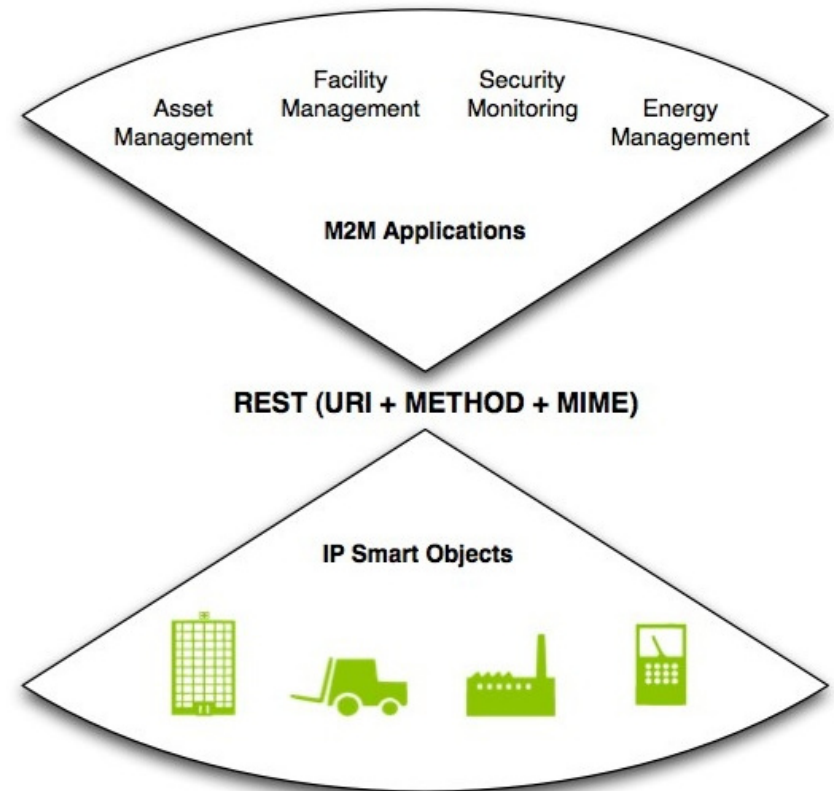 Asset
Management
Facility
Management
Security
Monitoring
Energy
Management
M2M Applications
REST (URI + METHOD + MIME)
IP Smart Objects